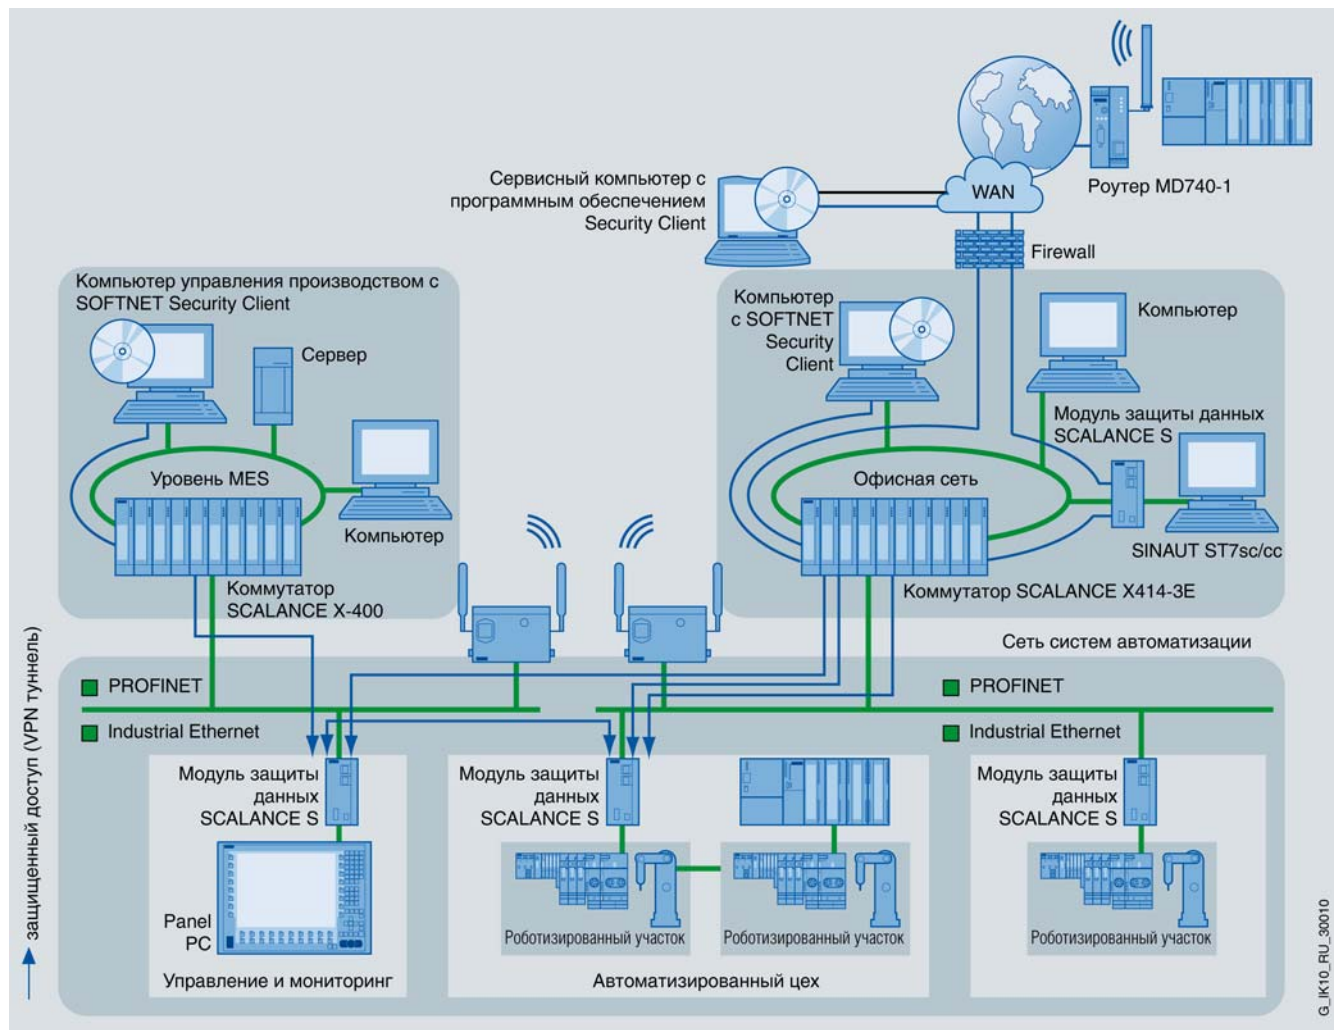 WAN
Роутер MD740-1
Сервисный компьютер с
программным обеспечением
Security Client
Firewall
Компьютер управления производством с
SOFTNET Security Client
Сервер
Уровень MES
Компьютер
Коммутатор
SCALANCE X-400
Компьютер
с SOFTNET
Security
Client
Компьютер
Модуль защиты данных
SCALANCE S
Офисная сеть
SINAUT ST7sc/cc
Коммутатор SCALANCE X414-3E
Сеть систем автоматизации
PROFINET
Industrial Ethernet
PROFINET
Industrial Ethernet
Модуль защиты
данных
SCALANCE S
Panel
PC
Управление и мониторинг
Модуль защиты
данных
SCALANCE S
Роботизированный участок
Роботизированный участок
Автоматизированный цех
Модуль защиты
данных
SCALANCE S
Роботизированный участок
защищенный доступ (VPN туннель)
G_IK10_RU_30010